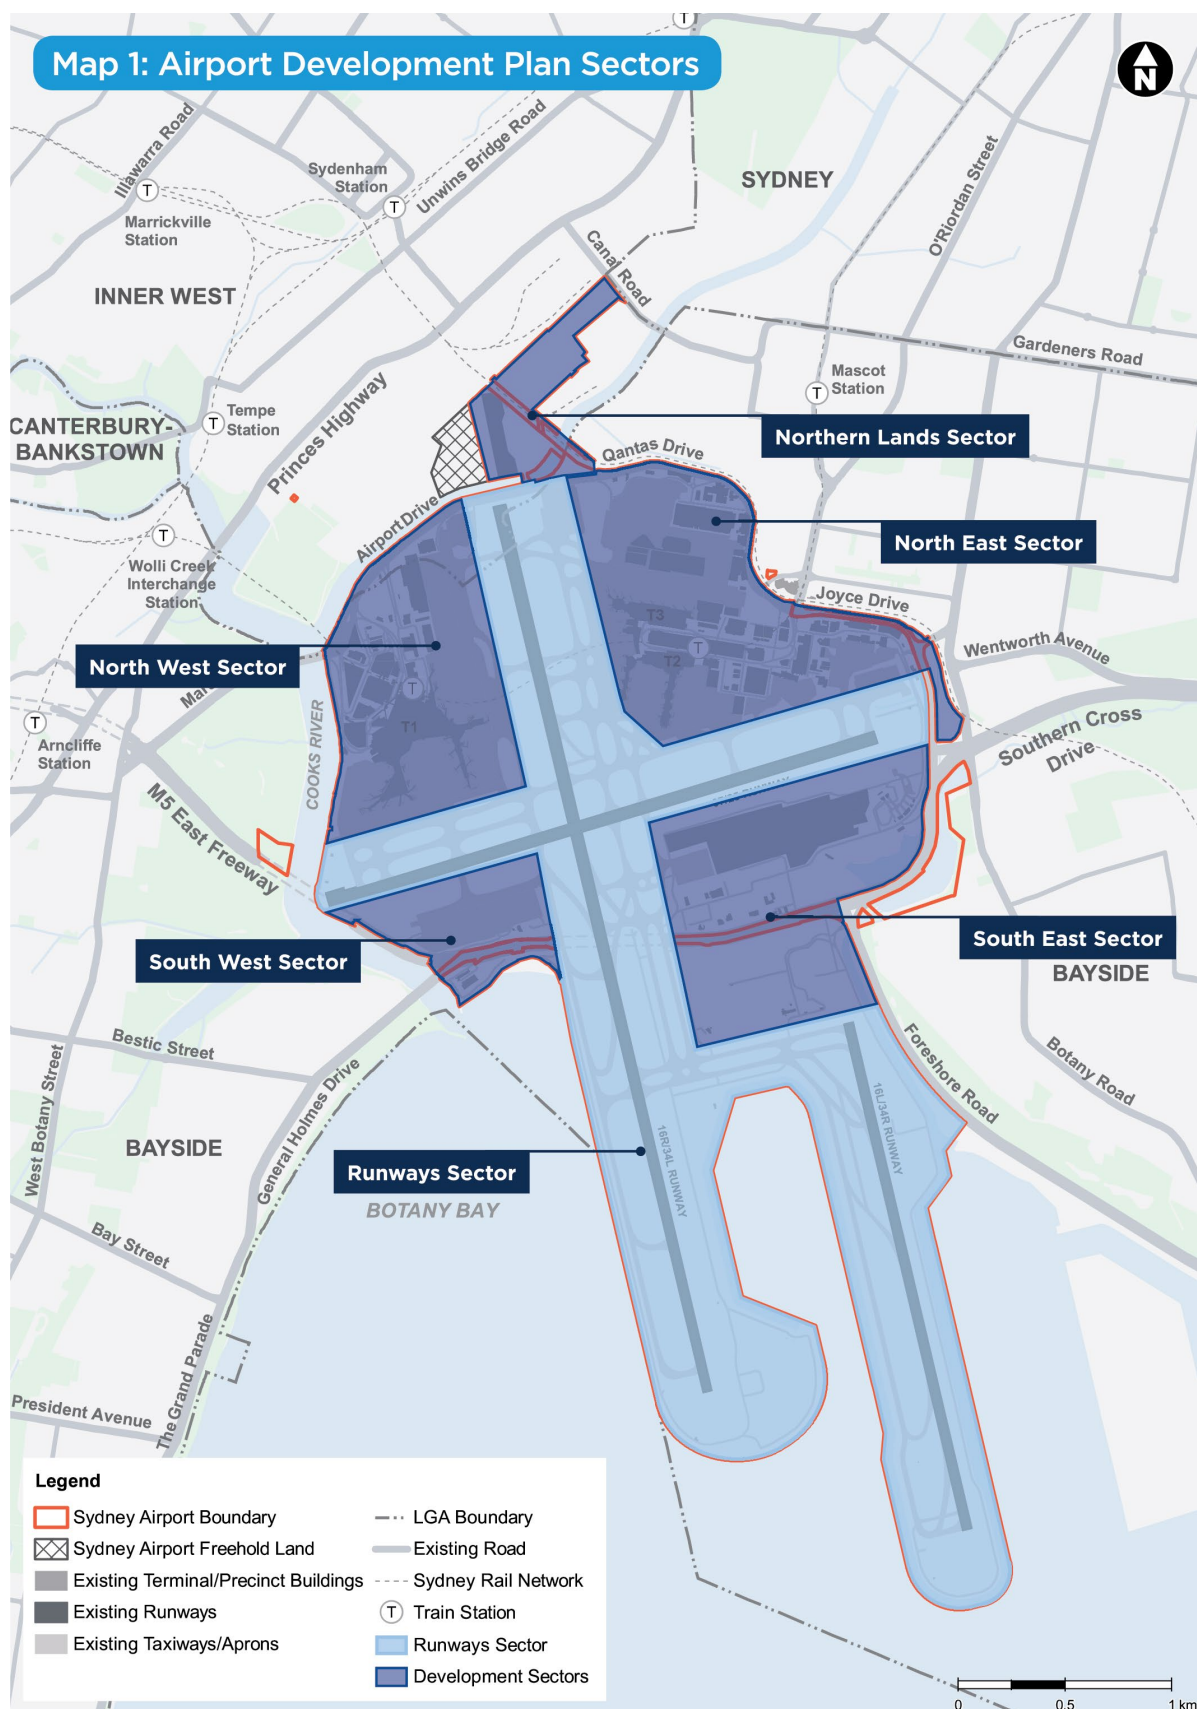 Map 1: Airport Development Plan Sectors
N
T
SYDNEY
Illawarra Road
Sydenham
Station
T
Unwins Bridge Road
O'Riordan Street
T
Marrickville
Station
Canal Road
INNER WEST
Gardeners Road
Mascot
Station
T
Princes Highway
CANTERBURY-
BANKSTOWN
T
Tempe
Station
Northern Lands Sector
Qantas Drive
Airport Drive
North East Sector
T
Wolli Creek
Interchange
Station
Joyce Drive
T3
T2
T
Wentworth Avenue
North West Sector
T
T1
T
Arncliffe
Station
COOKS RIVER
Southern Cross
Drive
M5 East Freeway
South West Sector
South East Sector
BAYSIDE
Bestic Street
West Botany Street
General Holmes Drive
Foreshore Road
Botany Road
BAYSIDE
16R/34L RUNWAY
16L/34R RUNWAY
Runways Sector
BOTANY BAY
Bay Street
The Grand Parade
President Avenue
Legend
Sydney Airport Boundary
Sydney Airport Freehold Land
Existing Terminal/Precinct Buildings
Existing Runways
Existing Taxiways/Aprons
LGA Boundary
Existing Road
Sydney Rail Network
T Train Station
Runways Sector
Development Sectors
0 0.5 1 km